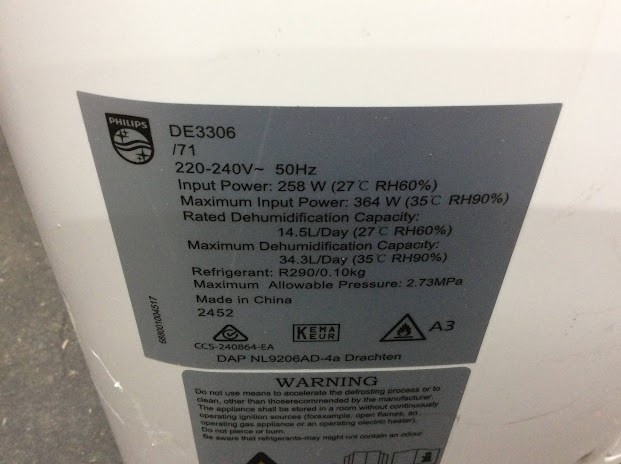 PHILIPS
DE3306
/71
220-240V~ 50Hz
Input Power: 258 W (27℃ RH60%)
Maximum Input Power: 364 W (35℃ RH90%)
Rated Dehumidification Capacity:
14.5L/Day (27℃ RH60%)
Maximum Dehumidification Capacity:
34.3L/Day (35℃ RH90%)
Refrigerant: R290/0.10kg
Maximum Allowable Pressure: 2.73MPa
Made in China
2452
CCS-240864-EA
KEMA
KEUR
A3
DAP NL9206AD-4a Drachten
WARNING
Do not use means to accelerate the defrosting process or to
clean, other than thoserecommended by the manufacturer.
The appliance shall be stored in a room without continuously
operating ignition sources (forexample, open flames, an
operating gas appliance or an operating electric heater).
Do not pierce or burn.
Be aware that refrigerants-may might not contain an odour.